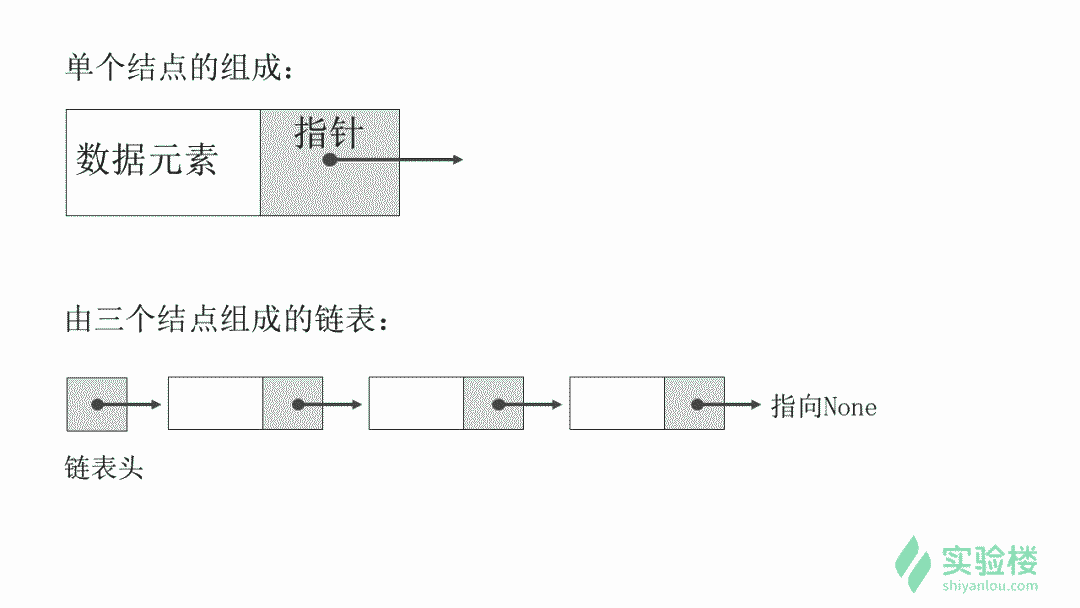 单个结点的组成：
指针
数据元素
由三个结点组成的链表：
指向None
链表头
实验楼
shiyanlou.com